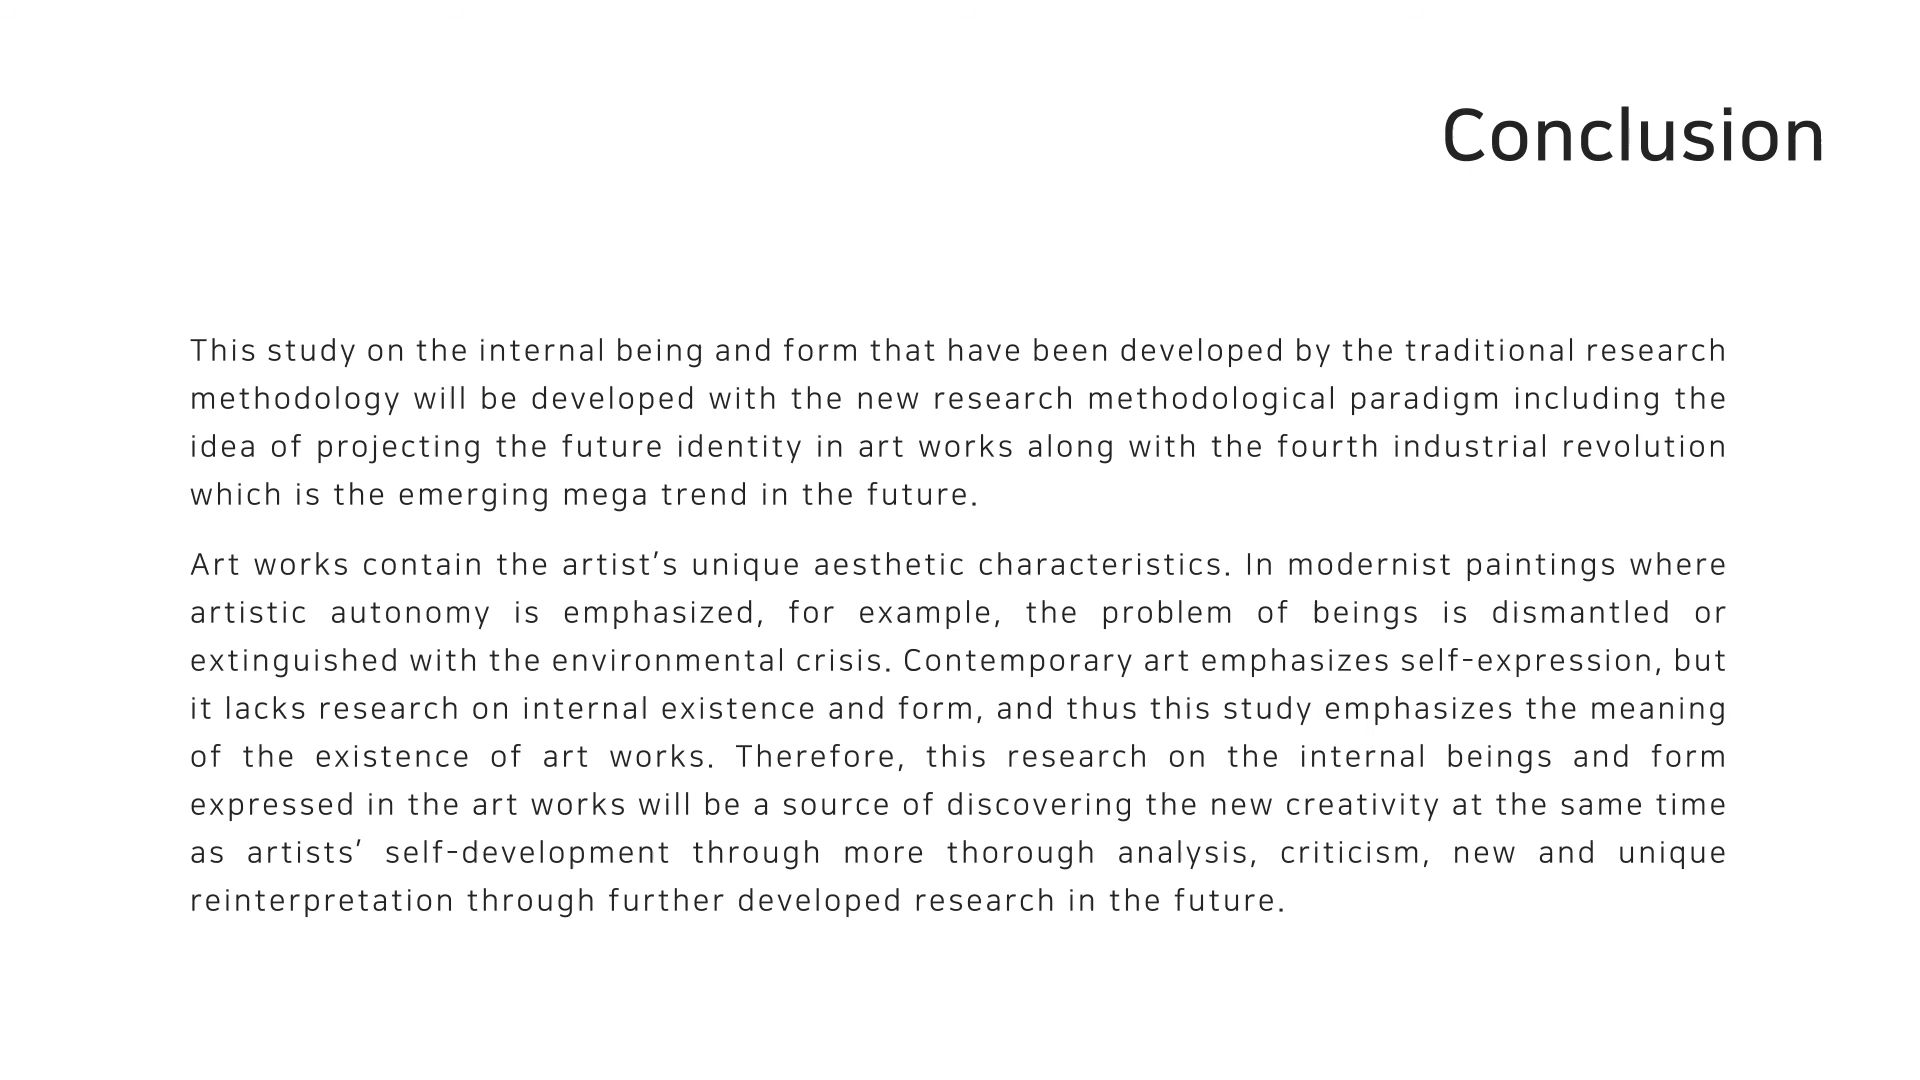 Conclusion
This study on the internal being and form that have been developed by the traditional research
methodology will be developed with the new research methodological paradigm including the
idea of projecting the future identity in art works along with the fourth industrial revolution
which is the emerging mega trend in the future.
Art works contain the artist’s unique aesthetic characteristics. In modernist paintings where
artistic autonomy is emphasized, for example, the problem of beings is dismantled or
extinguished with the environmental crisis. Contemporary art emphasizes self-expression, but
it lacks research on internal existence and form, and thus this study emphasizes the meaning
of the existence of art works. Therefore, this research on the internal beings and form
expressed in the art works will be a source of discovering the new creativity at the same time
as artists’ self-development through more thorough analysis, criticism, new and unique
reinterpretation through further developed research in the future.